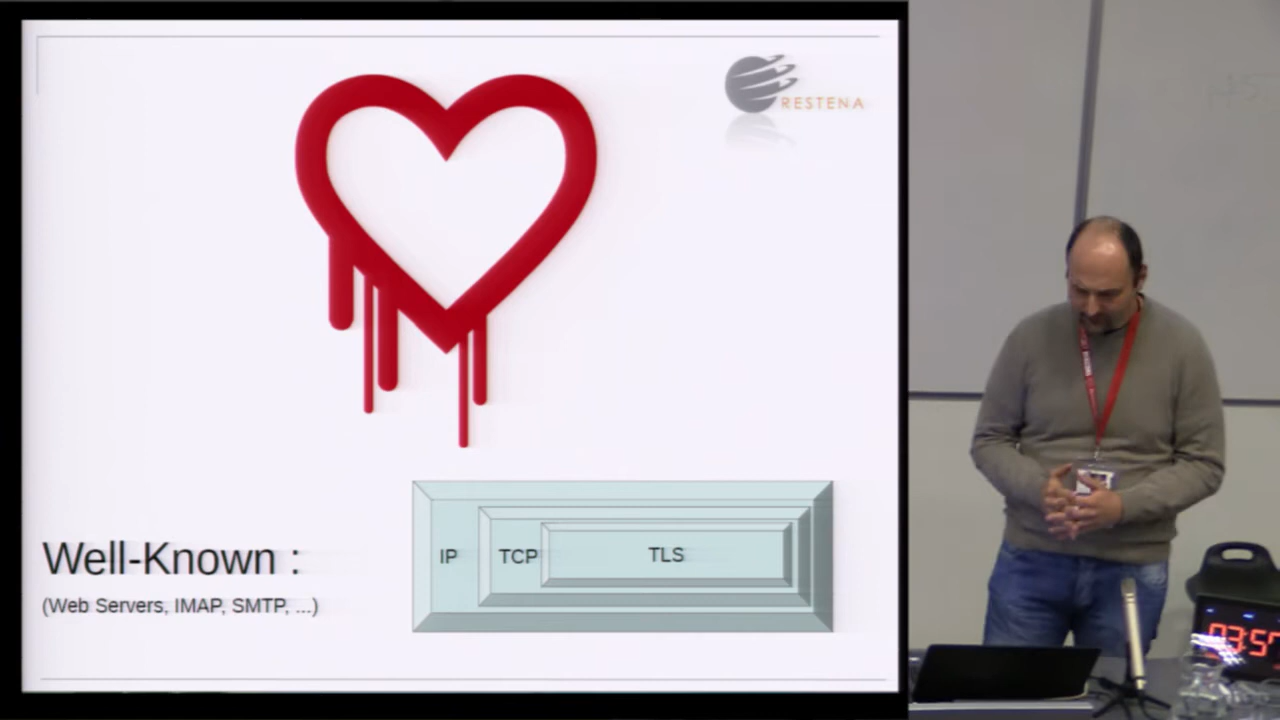 RESTENA
IP
TCP
TLS
Well-Known :
(Web Servers, IMAP, SMTP, ...)